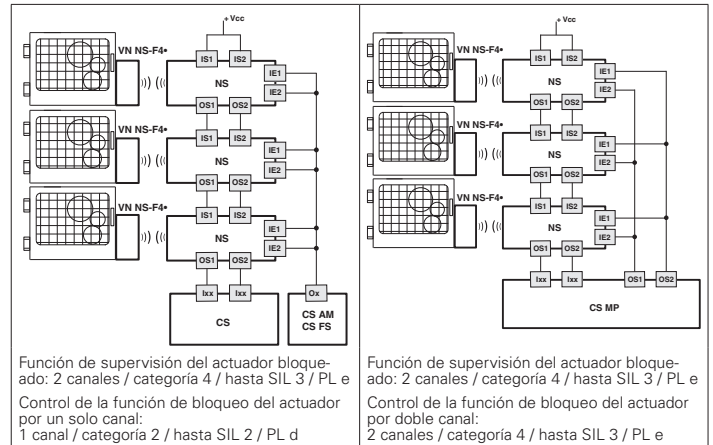 + Vcc
VN NS-F4•
IS1 IS2
NS
IE1
IE2
OS1 OS2
VN NS-F4•
IS1 IS2
NS
IE1
IE2
OS1 OS2
VN NS-F4•
IS1 IS2
NS
IE1
IE2
OS1 OS2
Ixx Ixx
CS
Ox
CS AM
CS FS
Función de supervisión del actuador bloque-
ado: 2 canales / categoría 4 / hasta SIL 3 / PL e
Control de la función de bloqueo del actuador
por un solo canal:
1 canal / categoría 2 / hasta SIL 2 / PL d
+ Vcc
VN NS-F4•
IS1 IS2
NS
IE1
IE2
OS1 OS2
VN NS-F4•
IS1 IS2
NS
IE1
IE2
OS1 OS2
VN NS-F4•
IS1 IS2
NS
IE1
IE2
OS1 OS2
Ixx Ixx OS1 OS2
CS MP
Función de supervisión del actuador bloque-
ado: 2 canales / categoría 4 / hasta SIL 3 / PL e
Control de la función de bloqueo del actuador
por doble canal:
2 canales / categoría 4 / hasta SIL 3 / PL e